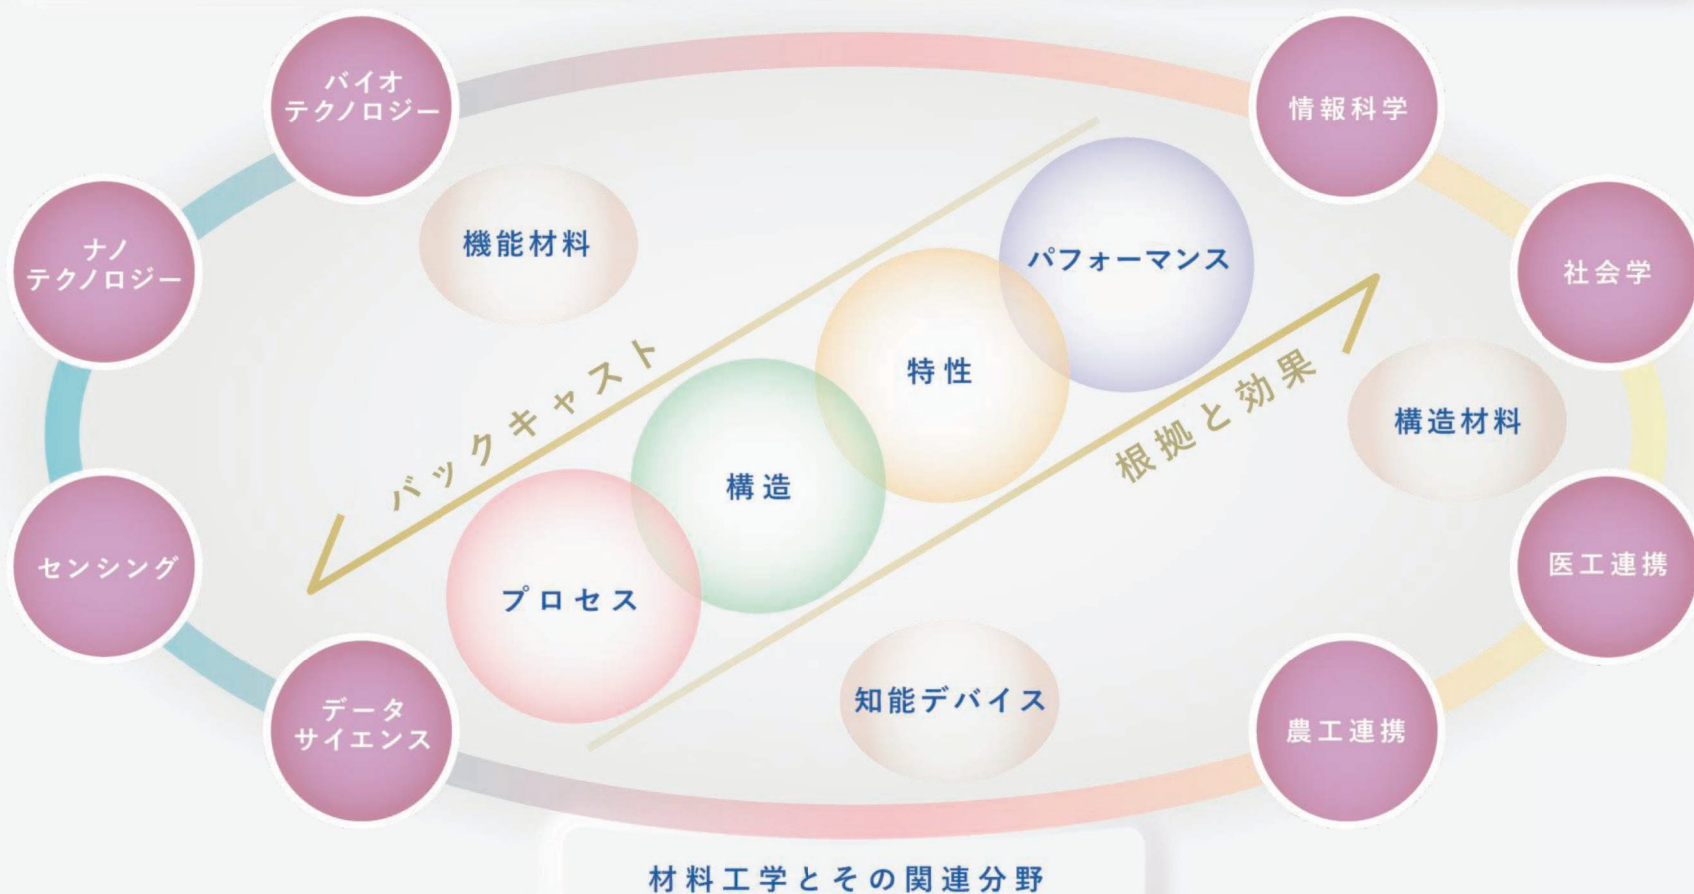 バイオ
テクノロジー
情報科学
ナノ
テクノロジー
社会学
機能材料
パフォーマンス
バックキャスト
特性
根拠と効果
構造材料
構造
センシング
プロセス
医工連携
知能デバイス
データ
サイエンス
農工連携
材料工学とその関連分野